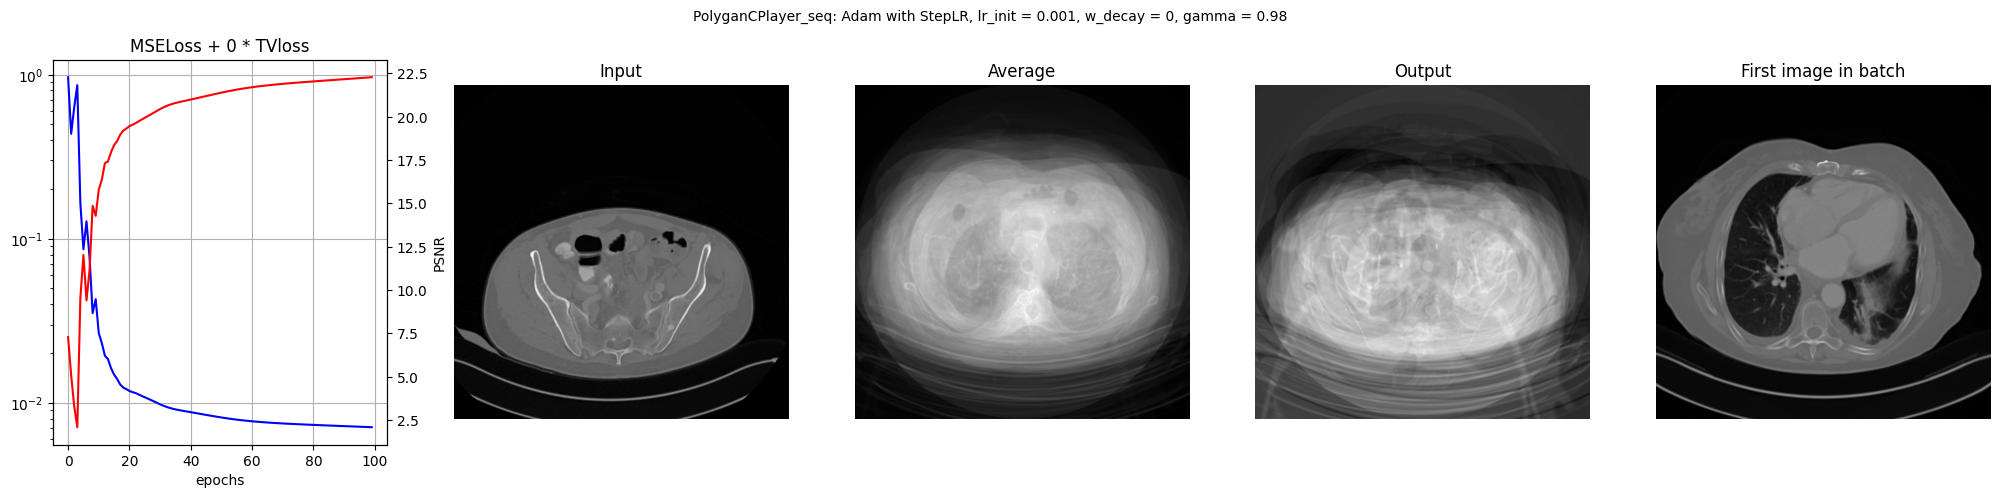 PolyganCPlayer_seq: Adam with StepLR, lr_init = 0.001, w_decay = 0, gamma = 0.98
MSELoss + 0 * TVloss
Input
Average
Output
First image in batch
10⁰
10⁻¹
10⁻²
22.5
20.0
17.5
15.0
12.5
10.0
7.5
5.0
2.5
PSNR
0 20 40 60 80 100
epochs